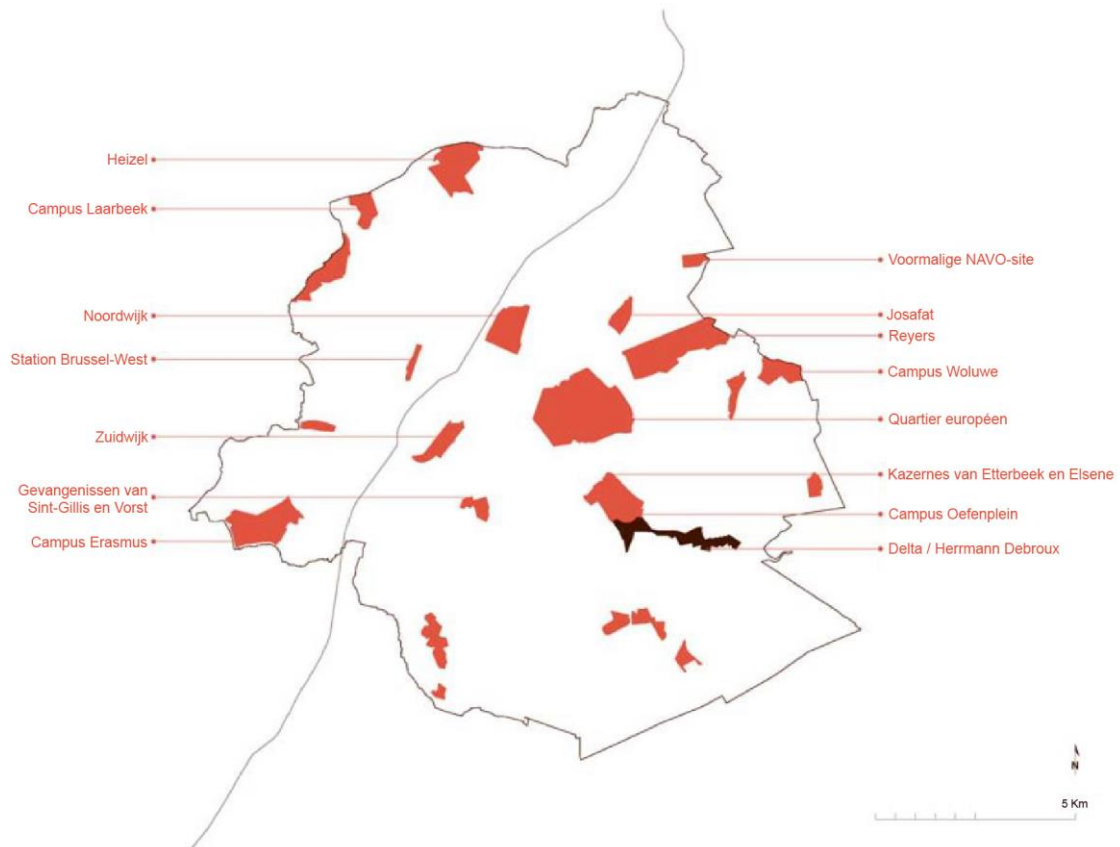 Heizel
Campus Laarbeek
Noordwijk
Station Brussel-West
Zuidwijk
Gevangenissen van
Sint-Gillis en Vorst
Campus Erasmus
Voormalige NAVO-site
Josafat
Reyers
Campus Woluwe
Quartier européen
Kazernes van Etterbeek en Elsene
Campus Oefenplein
Delta / Herrmann Debroux
N
5 Km